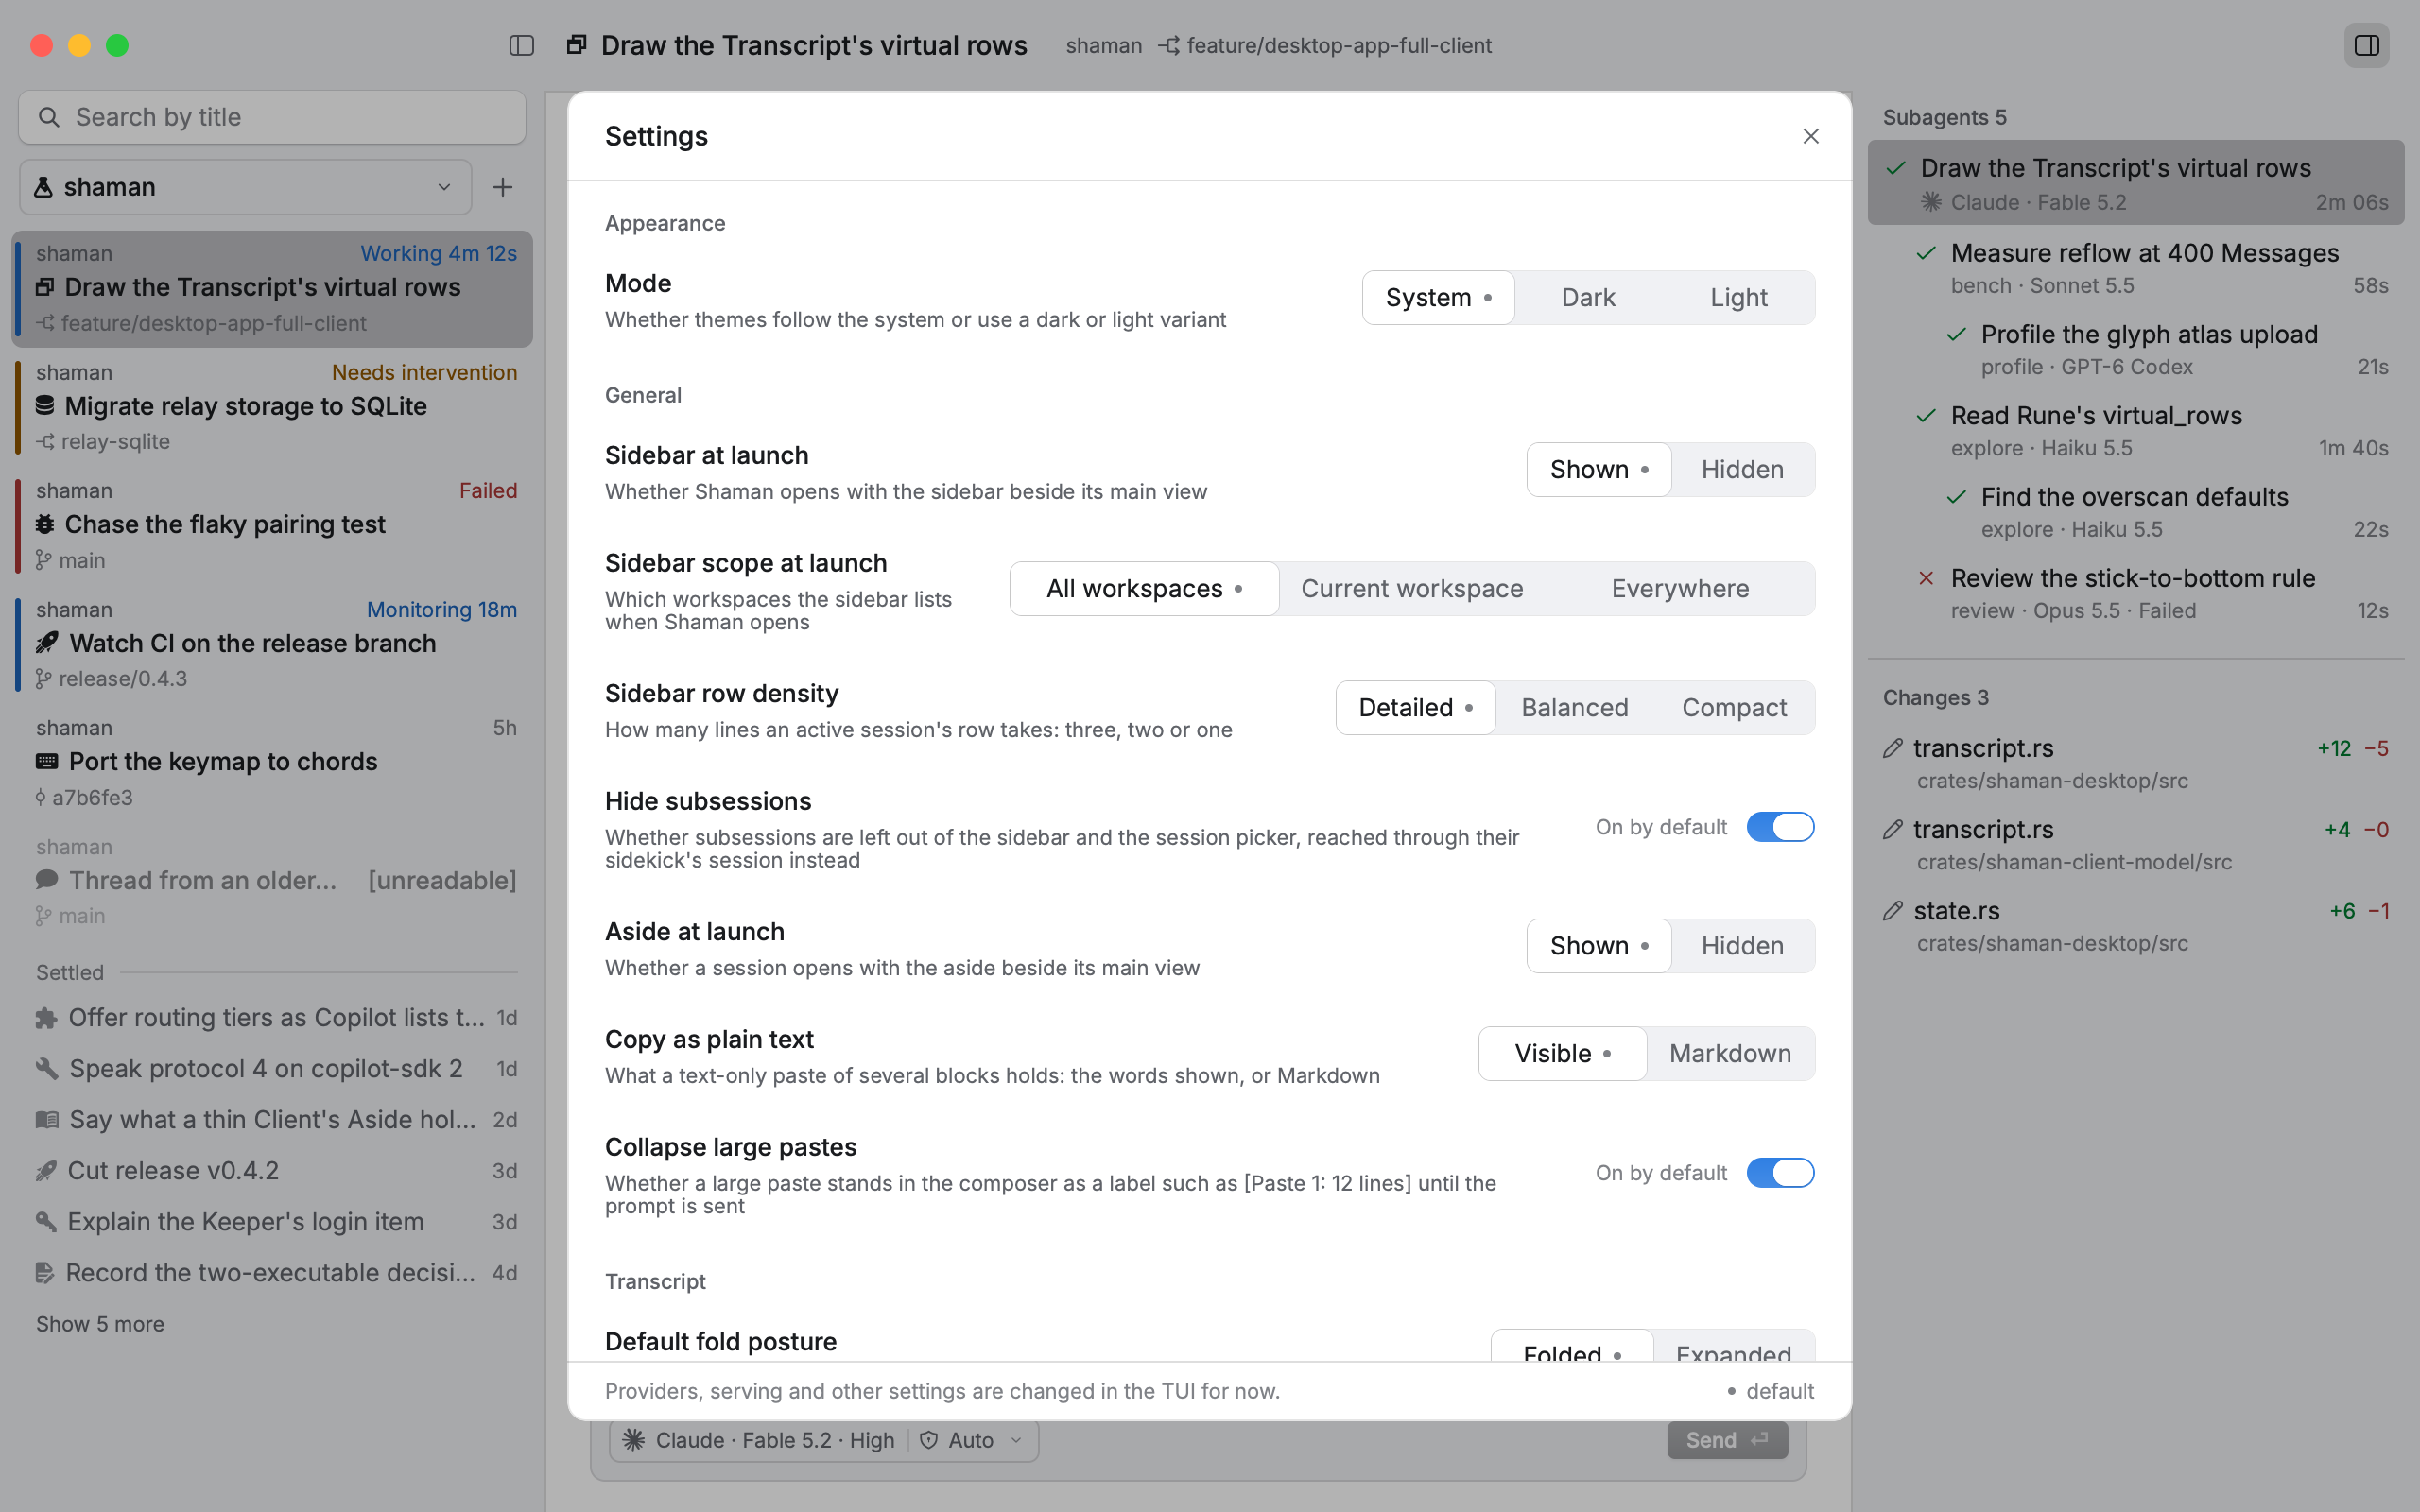 Draw the Transcript's virtual rows
shaman feature/desktop-app-full-client
Search by title
shaman
shaman Working 4m 12s
Draw the Transcript's virtual rows
feature/desktop-app-full-client
shaman Needs intervention
Migrate relay storage to SQLite
relay-sqlite
shaman Failed
Chase the flaky pairing test
main
shaman Monitoring 18m
Watch CI on the release branch
release/0.4.3
shaman 5h
Port the keymap to chords
a7b6fe3
shaman
Thread from an older... [unreadable]
main
Settled
Offer routing tiers as Copilot lists t... 1d
Speak protocol 4 on copilot-sdk 2 1d
Say what a thin Client's Aside hol... 2d
Cut release v0.4.2 3d
Explain the Keeper's login item 3d
Record the two-executable decisi... 4d
Show 5 more
Settings
Appearance
Mode
Whether themes follow the system or use a dark or light variant
System • Dark Light
General
Sidebar at launch
Whether Shaman opens with the sidebar beside its main view
Shown • Hidden
Sidebar scope at launch
Which workspaces the sidebar lists
when Shaman opens
All workspaces • Current workspace Everywhere
Sidebar row density
How many lines an active session's row takes: three, two or one
Detailed • Balanced Compact
Hide subsessions
Whether subsessions are left out of the sidebar and the session picker, reached through their
sidekick's session instead
On by default
Aside at launch
Whether a session opens with the aside beside its main view
Shown • Hidden
Copy as plain text
What a text-only paste of several blocks holds: the words shown, or Markdown
Visible • Markdown
Collapse large pastes
Whether a large paste stands in the composer as a label such as [Paste 1: 12 lines] until the
prompt is sent
On by default
Transcript
Default fold posture
Folded • Expanded
Providers, serving and other settings are changed in the TUI for now.
• default
Claude · Fable 5.2 · High Auto
Send
Subagents 5
Draw the Transcript's virtual rows
Claude · Fable 5.2 2m 06s
Measure reflow at 400 Messages
bench · Sonnet 5.5 58s
Profile the glyph atlas upload
profile · GPT-6 Codex 21s
Read Rune's virtual_rows
explore · Haiku 5.5 1m 40s
Find the overscan defaults
explore · Haiku 5.5 22s
Review the stick-to-bottom rule
review · Opus 5.5 · Failed 12s
Changes 3
transcript.rs +12 −5
crates/shaman-desktop/src
transcript.rs +4 −0
crates/shaman-client-model/src
state.rs +6 −1
crates/shaman-desktop/src